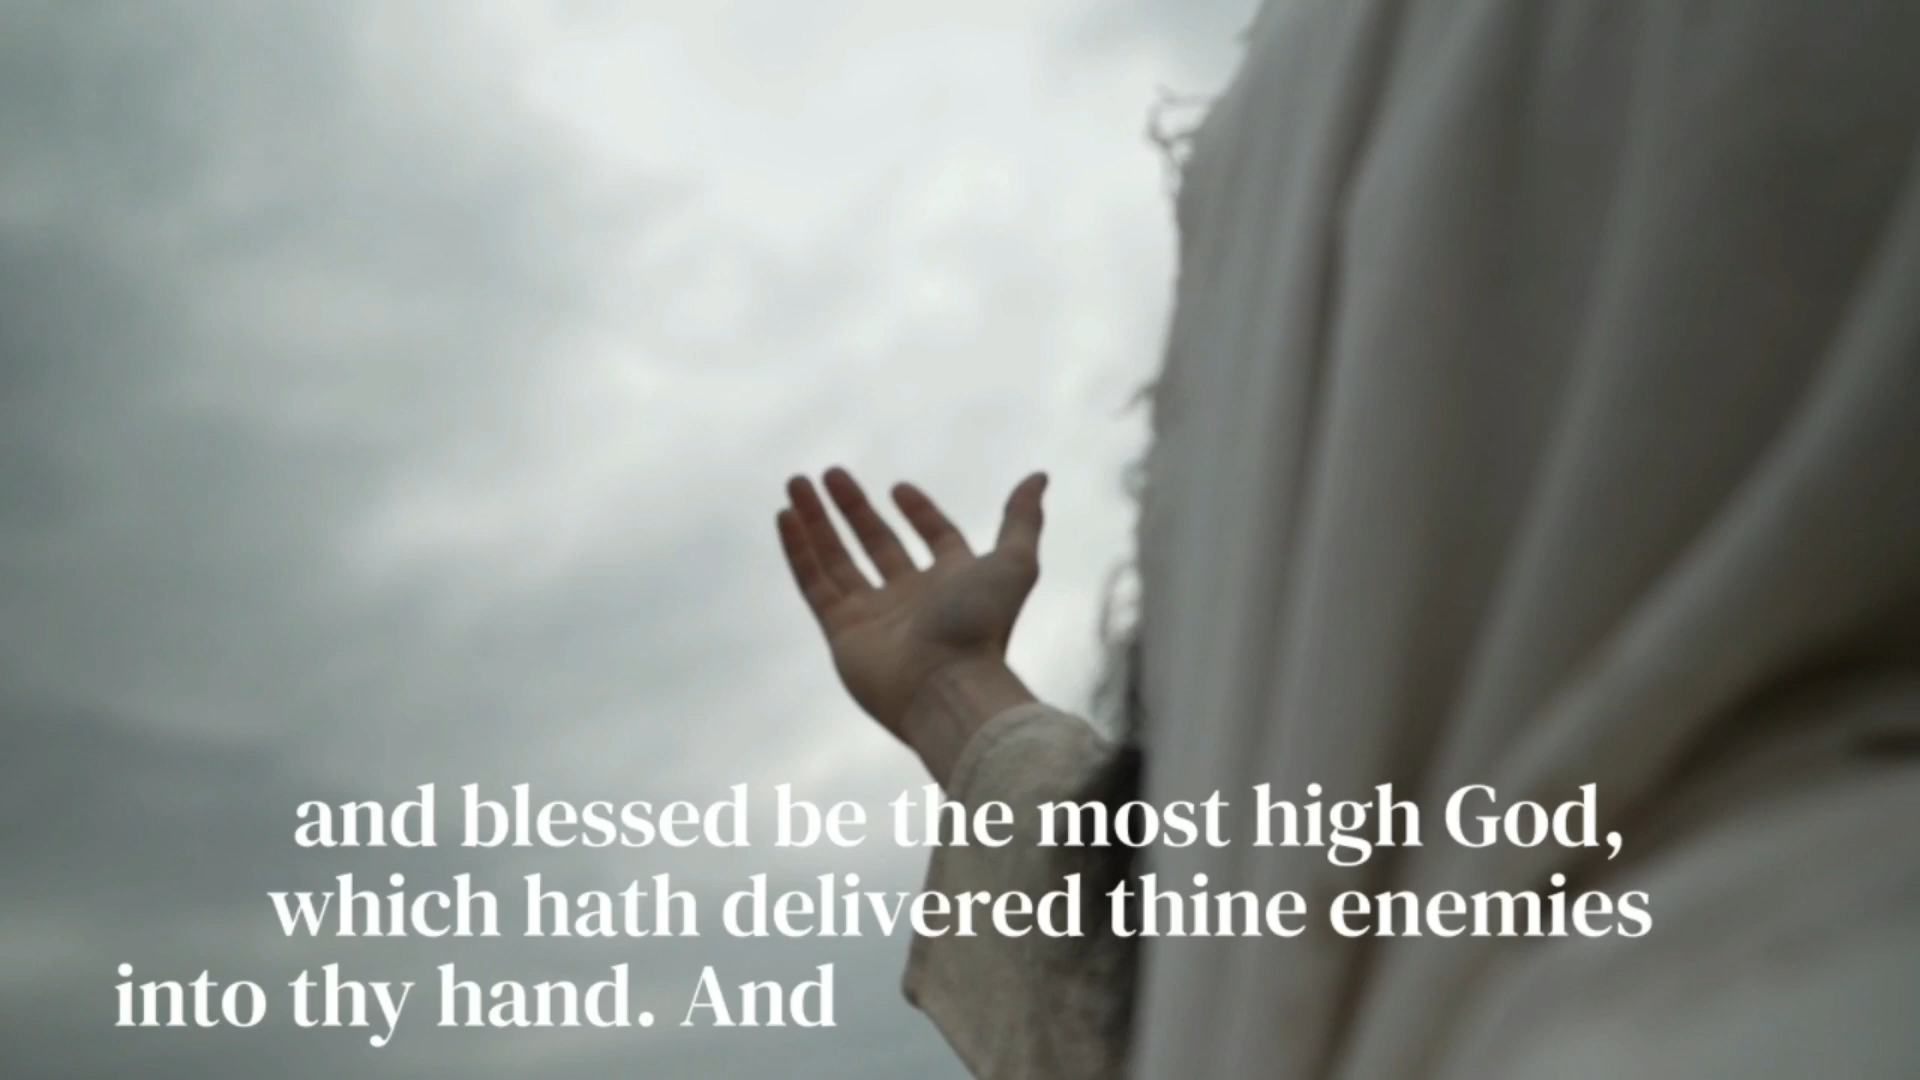 and blessed be the most high God,
which hath delivered thine enemies
into thy hand. And